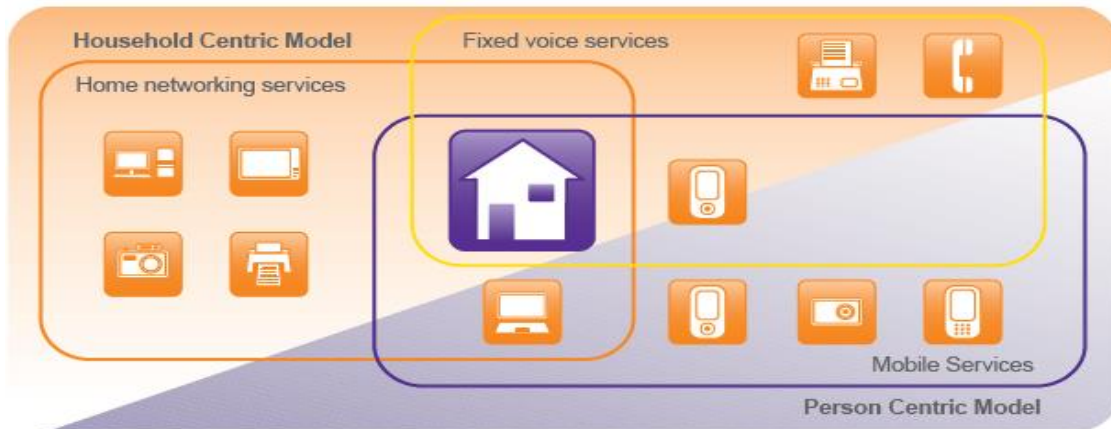 Household Centric Model
Fixed voice services
Home networking services
Mobile Services
Person Centric Model